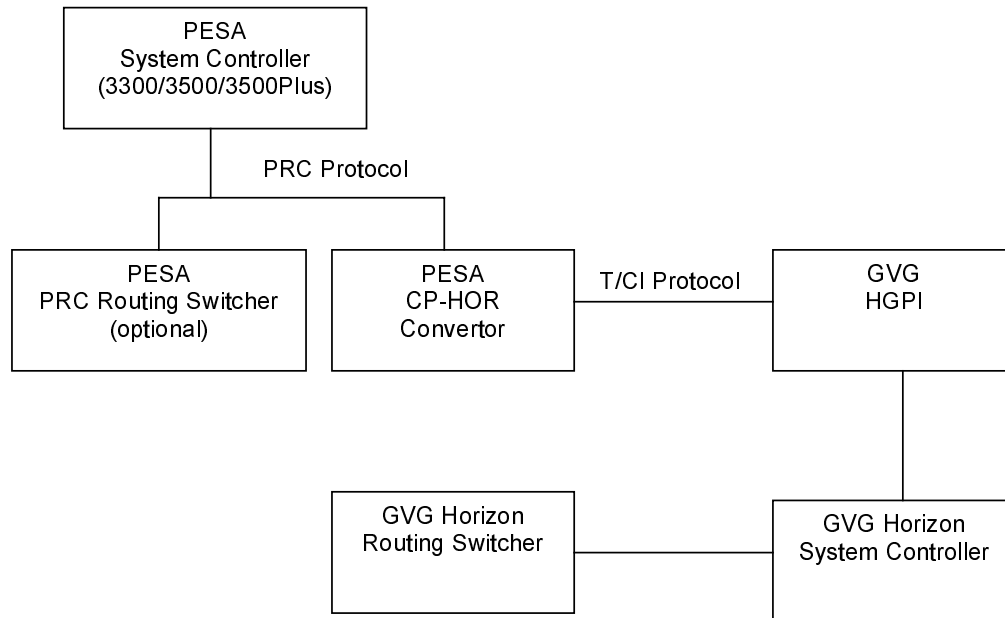 PESA
System Controller
(3300/3500/3500Plus)
PRC Protocol
PESA
PRC Routing Switcher
(optional)
PESA
CP-HOR
Convertor
T/CI Protocol
GVG
HGPI
GVG Horizon
Routing Switcher
GVG Horizon
System Controller